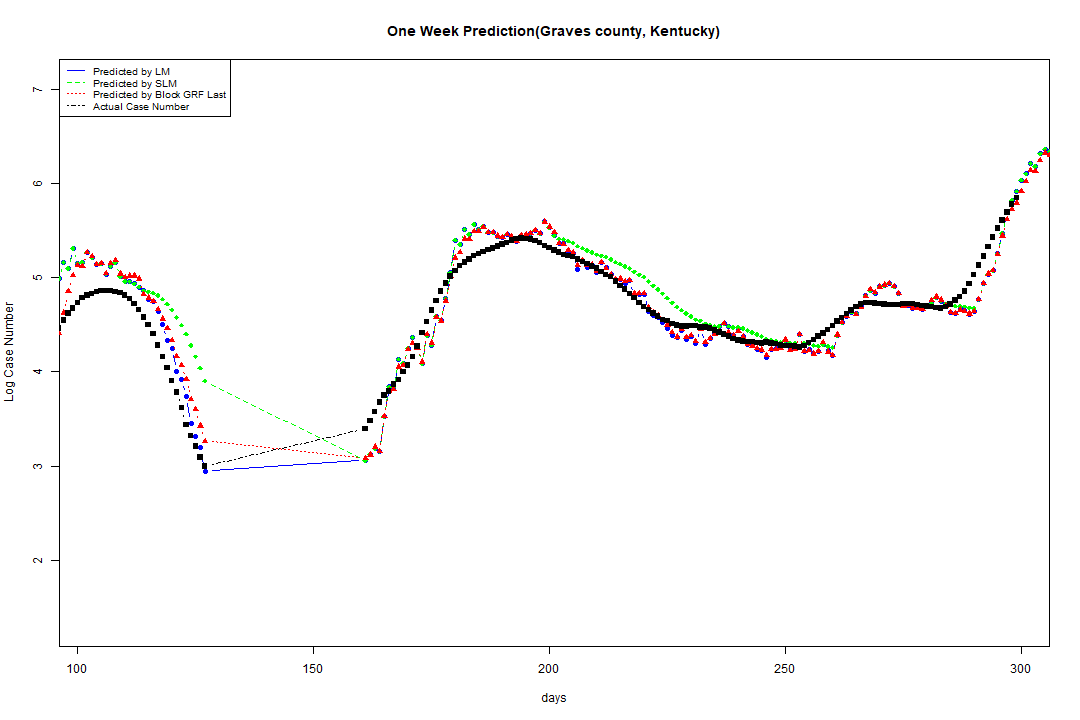 One Week Prediction(Graves county, Kentucky)
Predicted by LM
Predicted by SLM
Predicted by Block GRF Last
Actual Case Number
7
6
5
4
3
2
Log Case Number
100 150 200 250 300
days